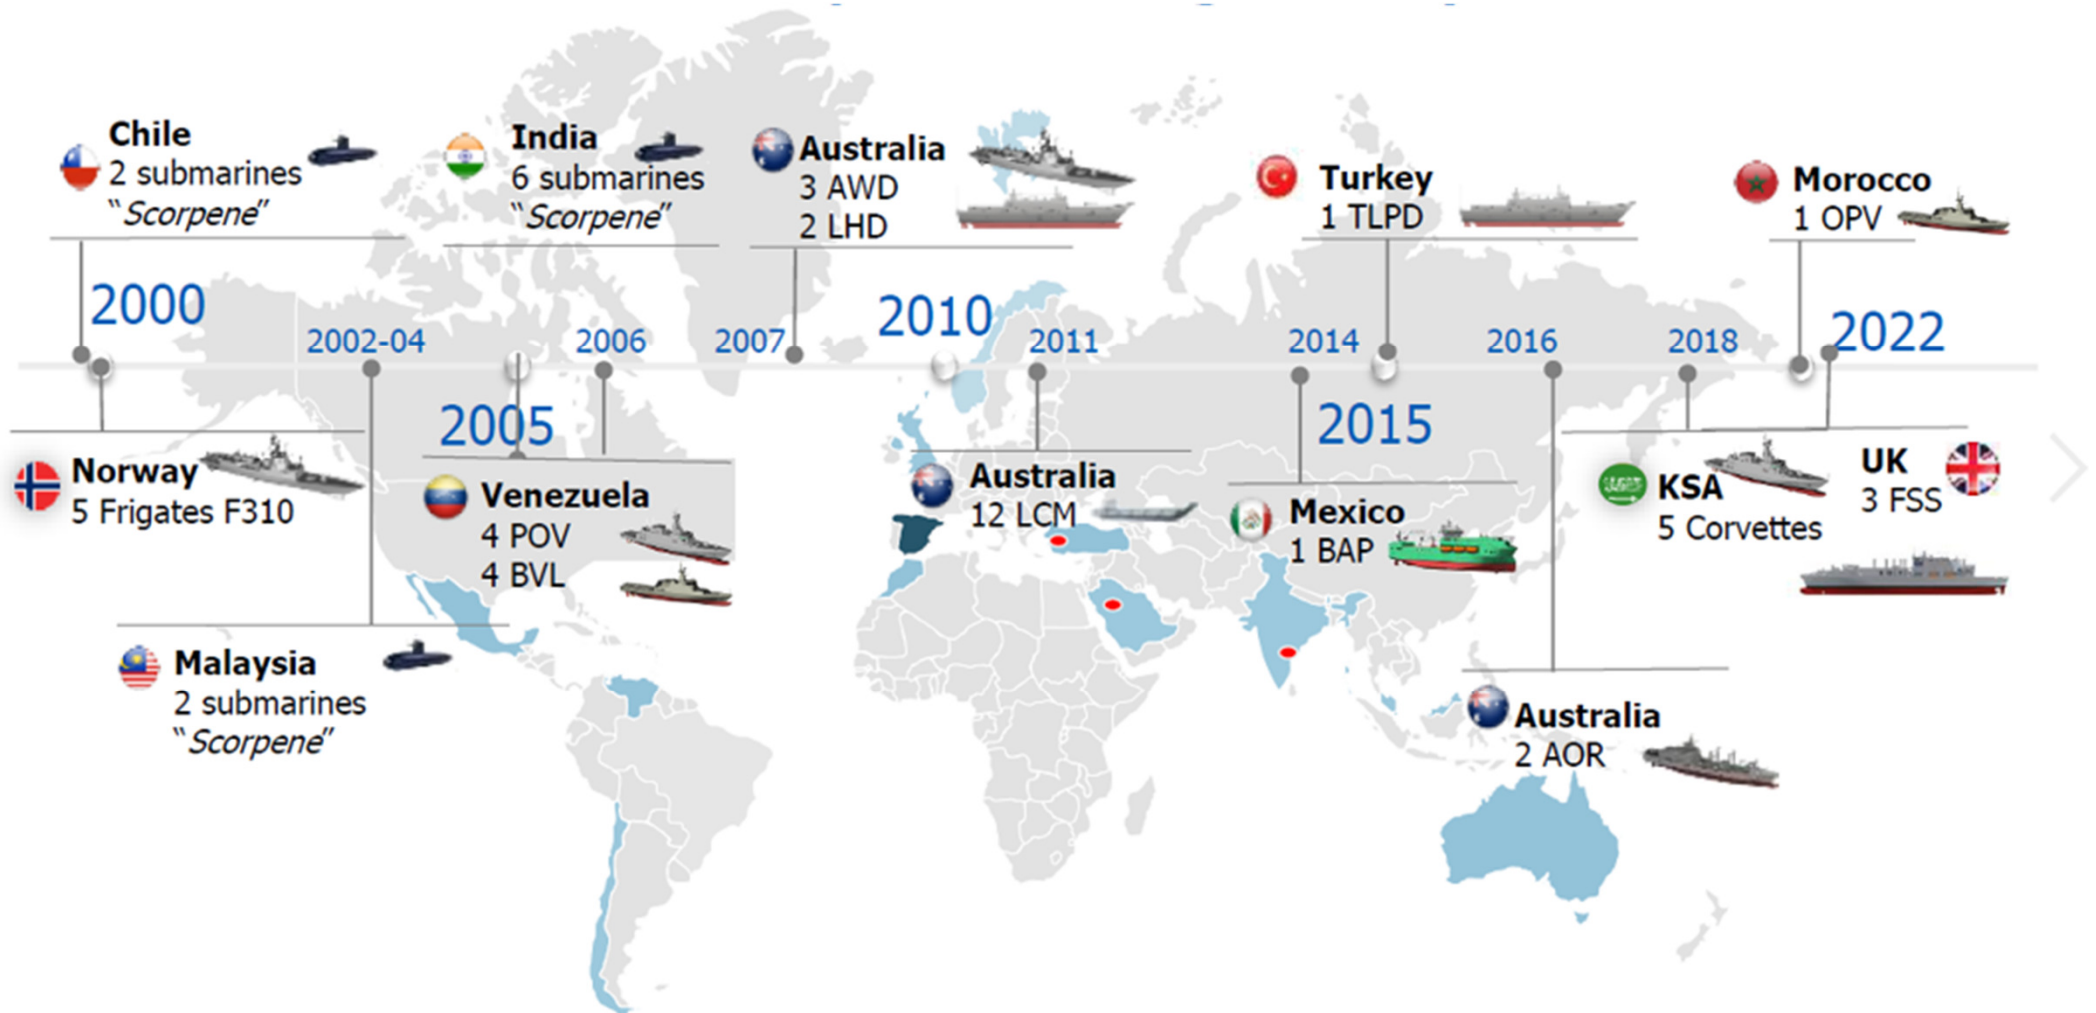 Chile
2 submarines
“Scorpene”
India
6 submarines
“Scorpene”
Australia
3 AWD
2 LHD
Turkey
1 TLPD
Morocco
1 OPV
2000
2002-04
2005
2006
2007
2010
2011
2014
2015
2016
2018
2022
Norway
5 Frigates F310
Venezuela
4 POV
4 BVL
Australia
12 LCM
Mexico
1 BAP
KSA
5 Corvettes
UK
3 FSS
Malaysia
2 submarines
“Scorpene”
Australia
2 AOR